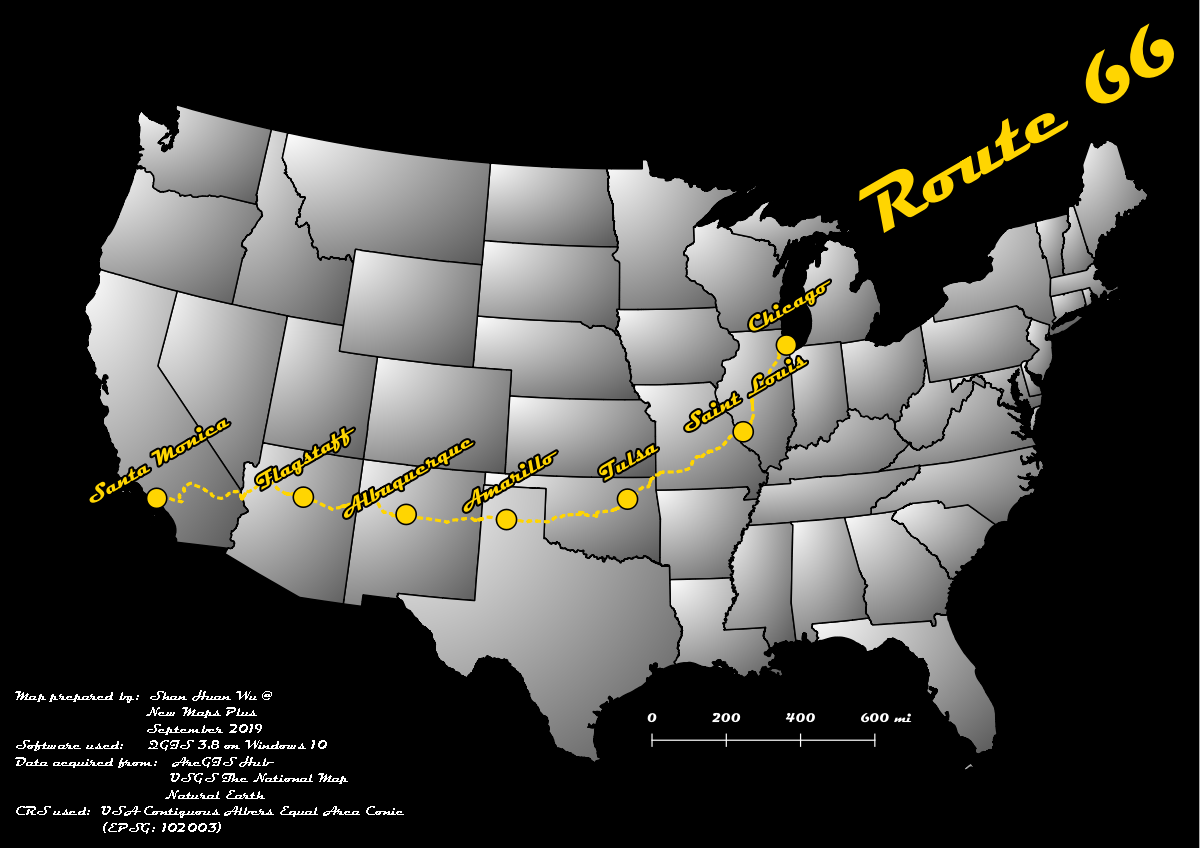 Route 66
Chicago
Saint Louis
Tulsa
Amarillo
Albuquerque
Flagstaff
Santa Monica
0 200 400 600 mi
Map prepared by: Shan Huan Wu @
New Maps Plus
September 2019
Software used: QGIS 3.8 on Windows 10
Data acquired from: ArcGIS Hub
USGS The National Map
Natural Earth
CRS used: USA Contiguous Albers Equal Area Conic
(EPSG: 102003)